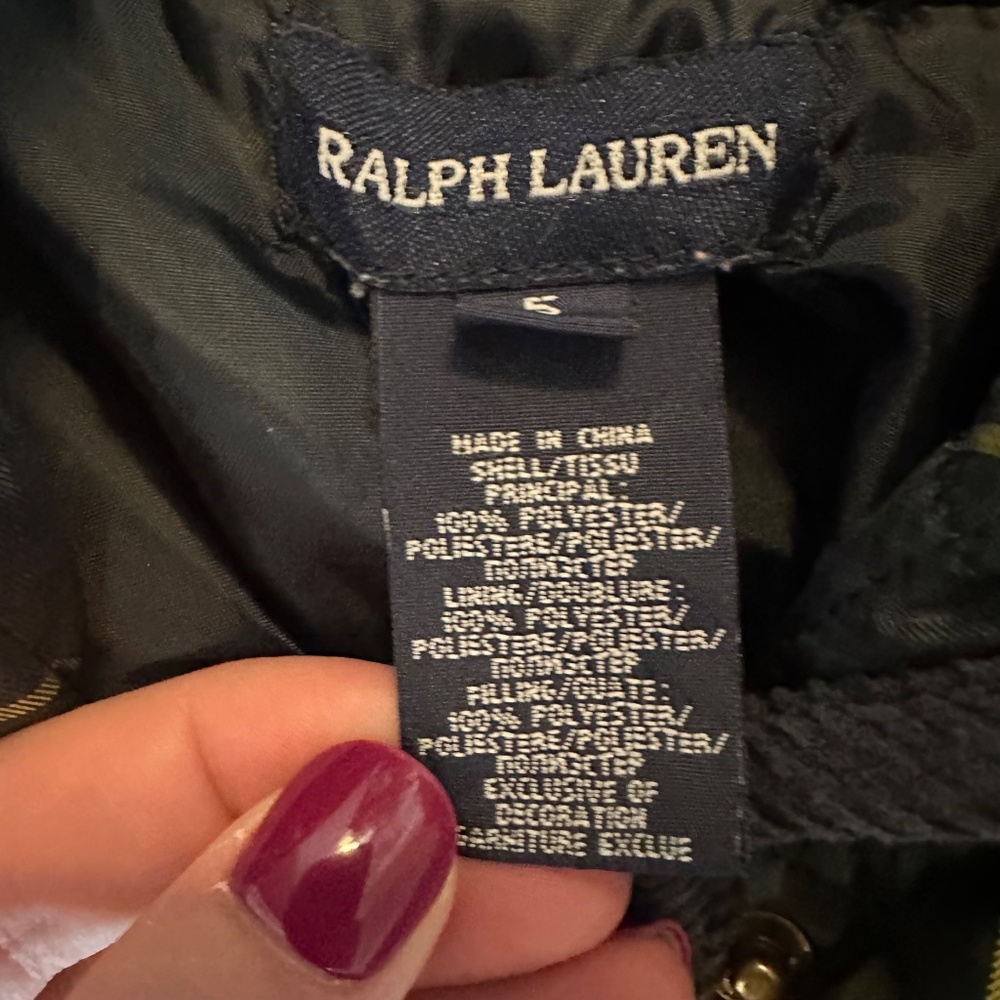 RALPH LAUREN
5
MADE IN CHINA
SHELL/TISSU
PRINCIPAL:
100% POLYESTER/
POLIESTERE/POLIESTER/
ПОЛИЭСТЕР
LINING/DOUBLURE:
100% POLYESTER/
POLIESTERE/POLIESTER/
ПОЛИЭСТЕР
FILLING/OUATE:
100% POLYESTER/
POLIESTERE/POLIESTER/
ПОЛИЭСТЕР
EXCLUSIVE OF
DECORATION
GARNITURE EXCLUE